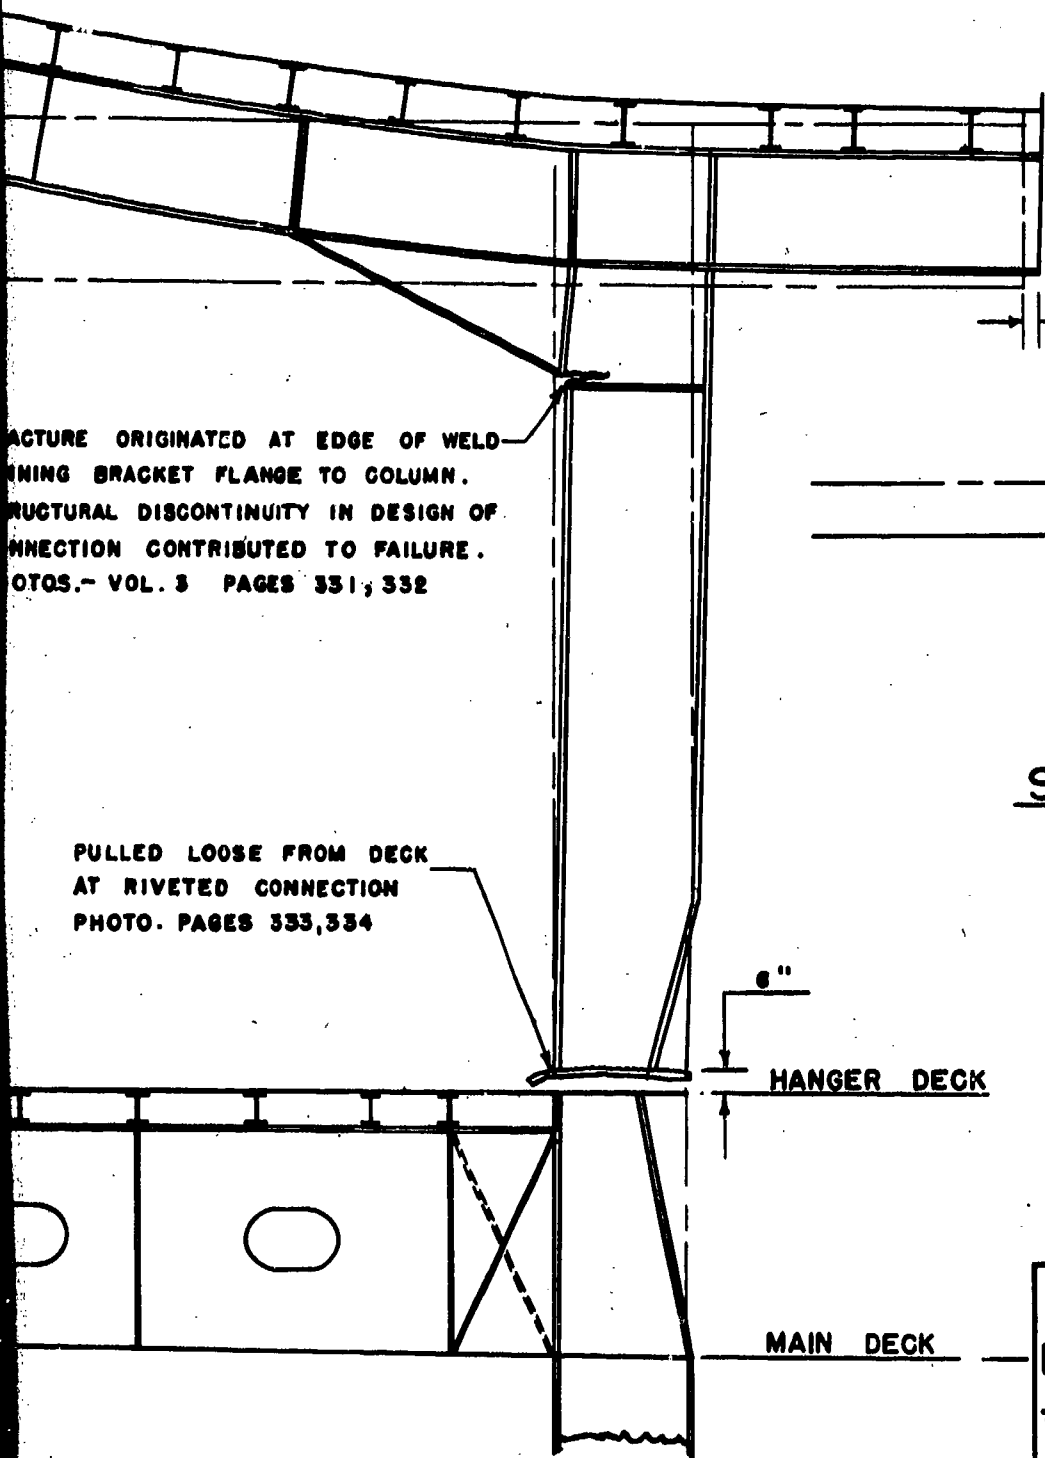 ACTURE ORIGINATED AT EDGE OF WELD
NING BRACKET FLANGE TO COLUMN.
RUCTURAL DISCONTINUITY IN DESIGN OF
NNECTION CONTRIBUTED TO FAILURE.
OTOS.- VOL. 3 PAGES 331, 332
PULLED LOOSE FROM DECK
AT RIVETED CONNECTION
PHOTO. PAGES 333,334
6"
HANGER DECK
MAIN DECK